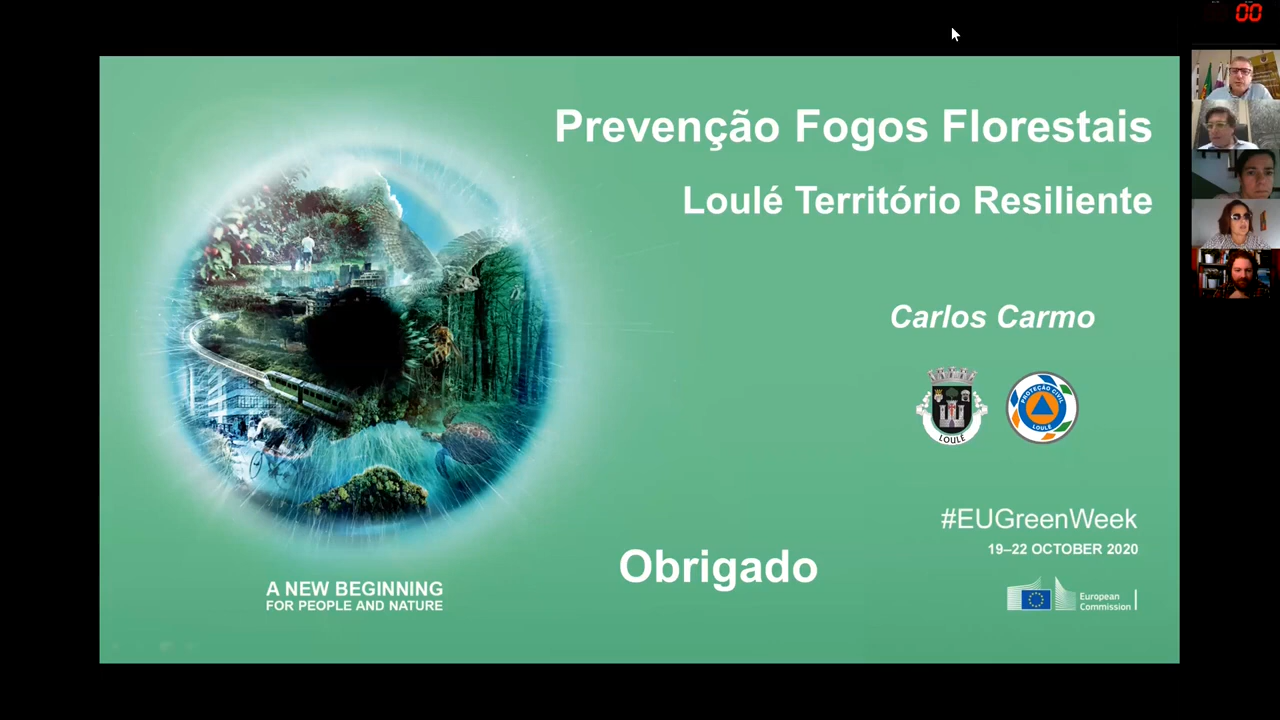 00
Prevenção Fogos Florestais
Loulé Território Resiliente
Carlos Carmo
LOULÉ
PROTEÇÃO CIVIL
LOULÉ
#EUGreenWeek
19–22 OCTOBER 2020
Obrigado
A NEW BEGINNING
FOR PEOPLE AND NATURE
European
Commission